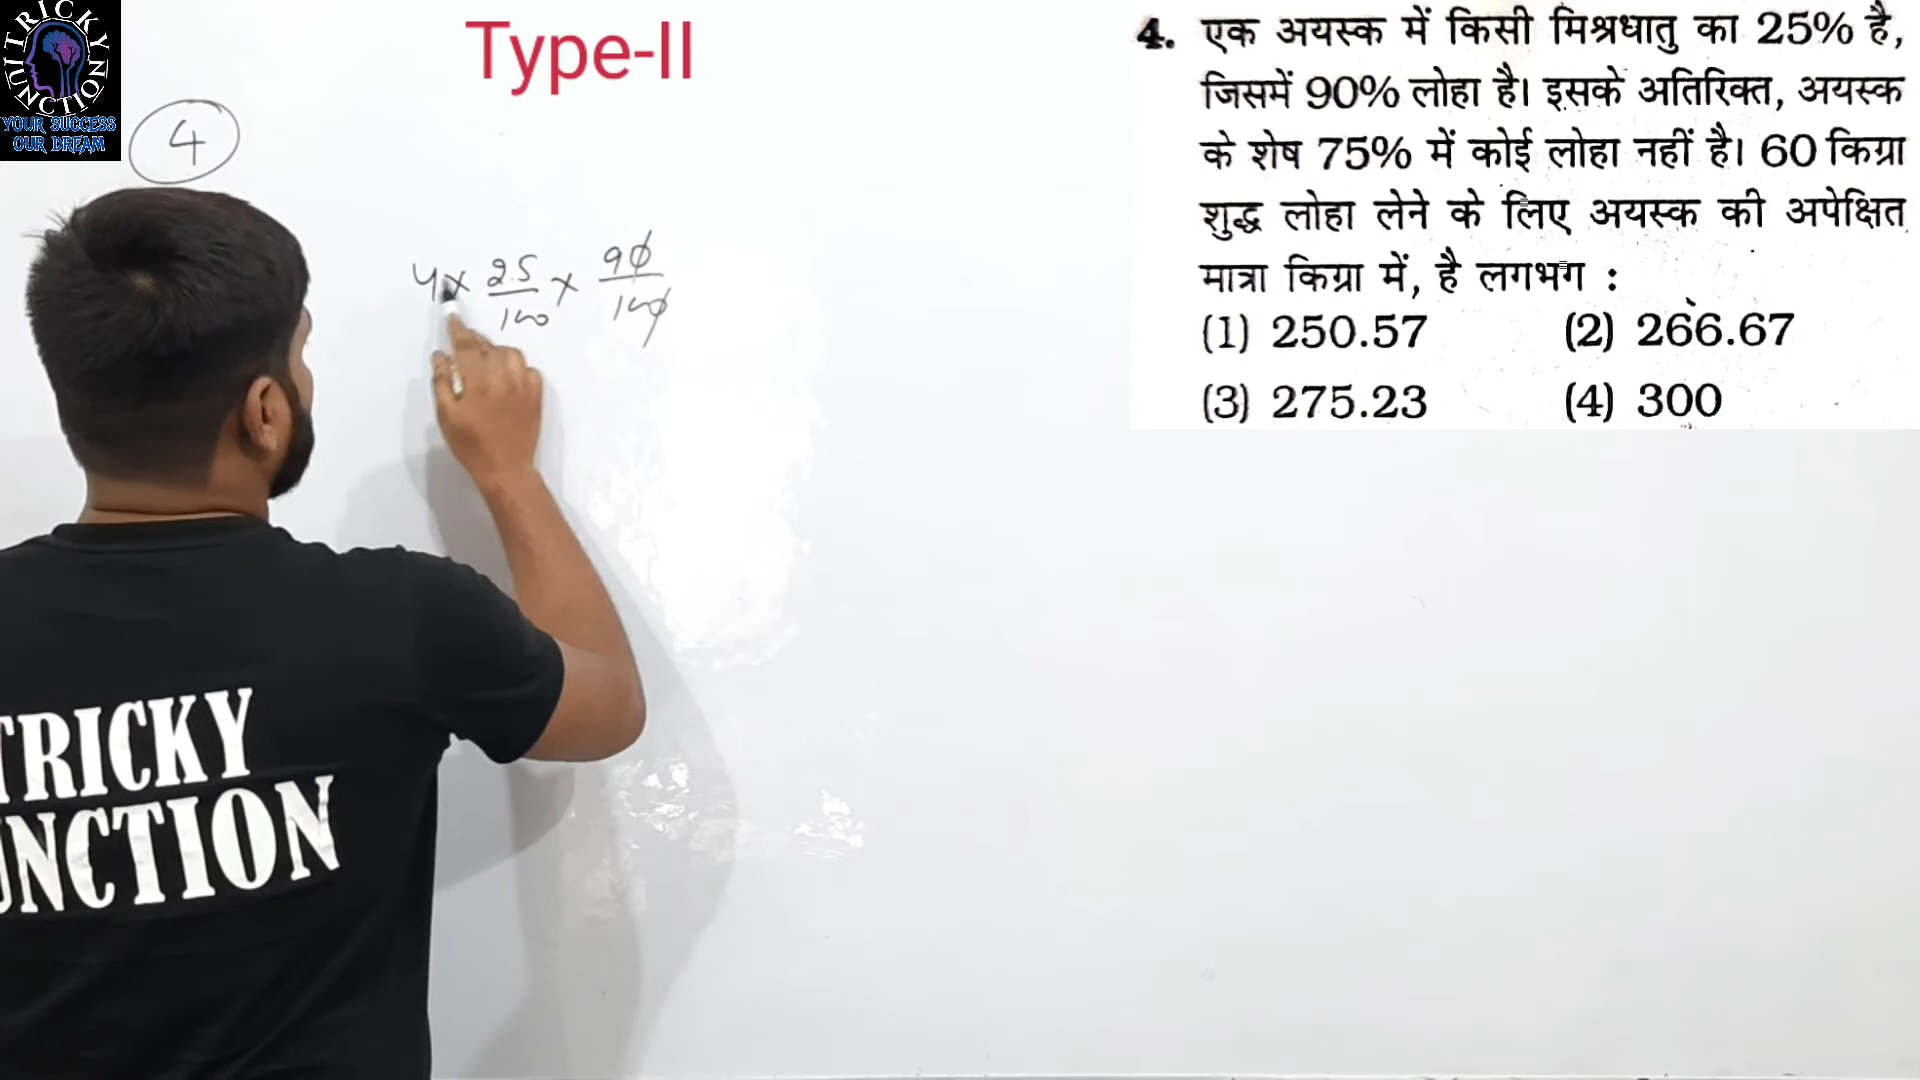 TRICKY
JUNCTION
YOUR SUCCESS
OUR DREAM
Type-II
4
4 × 25/100 × 90/100
4. एक अयस्क में किसी मिश्रधातु का 25% है,
जिसमें 90% लोहा है। इसके अतिरिक्त, अयस्क
के शेष 75% में कोई लोहा नहीं है। 60 किग्रा
शुद्ध लोहा लेने के लिए अयस्क की अपेक्षित
मात्रा किग्रा में, है लगभग :
(1) 250.57 (2) 266.67
(3) 275.23 (4) 300
TRICKY
UNCTION